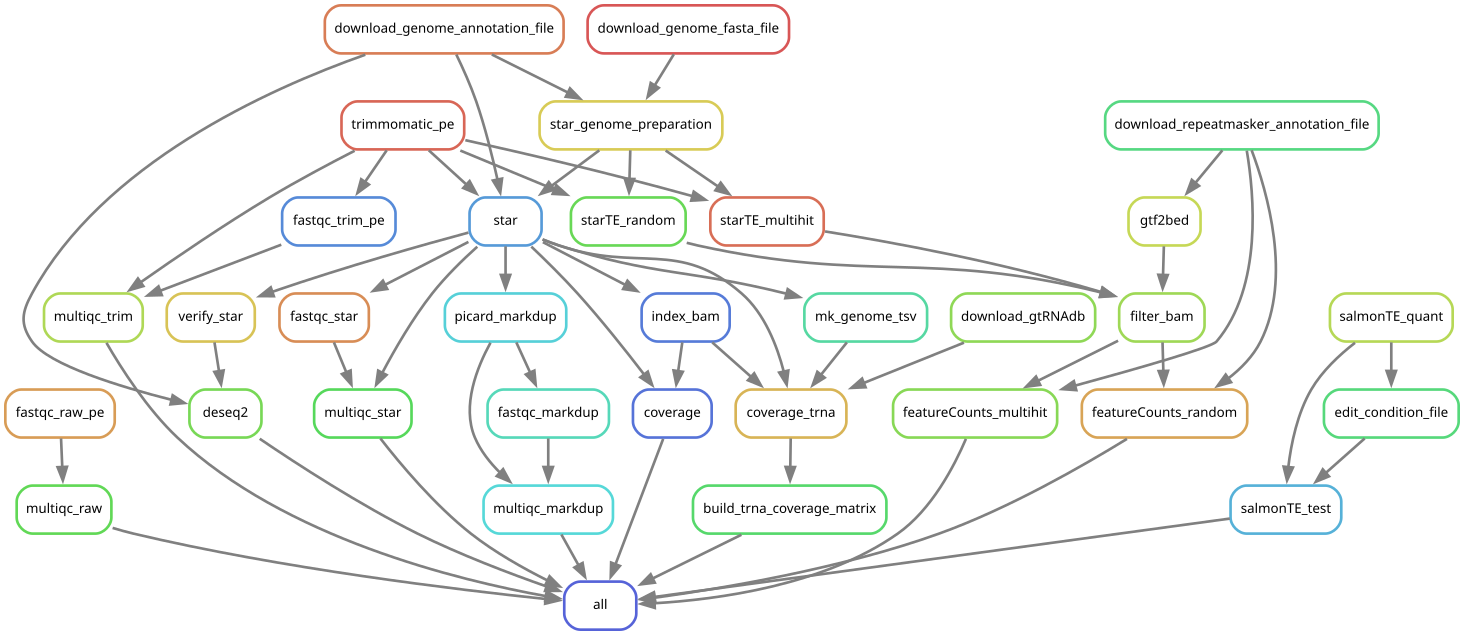 download_genome_annotation_file
download_genome_fasta_file
trimmomatic_pe
star_genome_preparation
download_repeatmasker_annotation_file
fastqc_trim_pe
star
starTE_random
starTE_multihit
gtf2bed
multiqc_trim
verify_star
fastqc_star
picard_markdup
index_bam
mk_genome_tsv
download_gtRNAdb
filter_bam
salmonTE_quant
fastqc_raw_pe
deseq2
multiqc_star
fastqc_markdup
coverage
coverage_trna
featureCounts_multihit
featureCounts_random
edit_condition_file
multiqc_raw
multiqc_markdup
build_trna_coverage_matrix
salmonTE_test
all